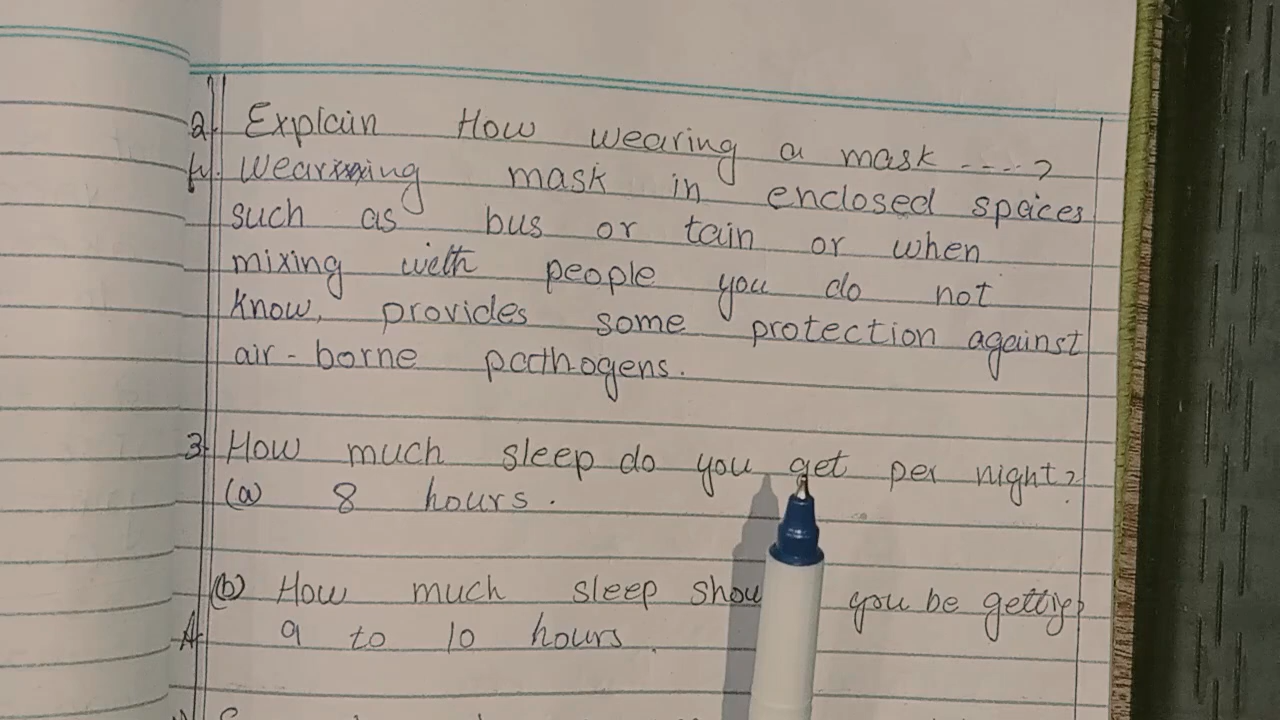 2. Explain How wearing a mask ----?
A. Wearing mask in enclosed spaces
such as bus or tain or when
mixing with people you do not
know, provides some protection against
air-borne pathogens.
3. How much sleep do you get per night?
(a) 8 hours.
(b) How much sleep shou you be getting?
A. 9 to 10 hours.